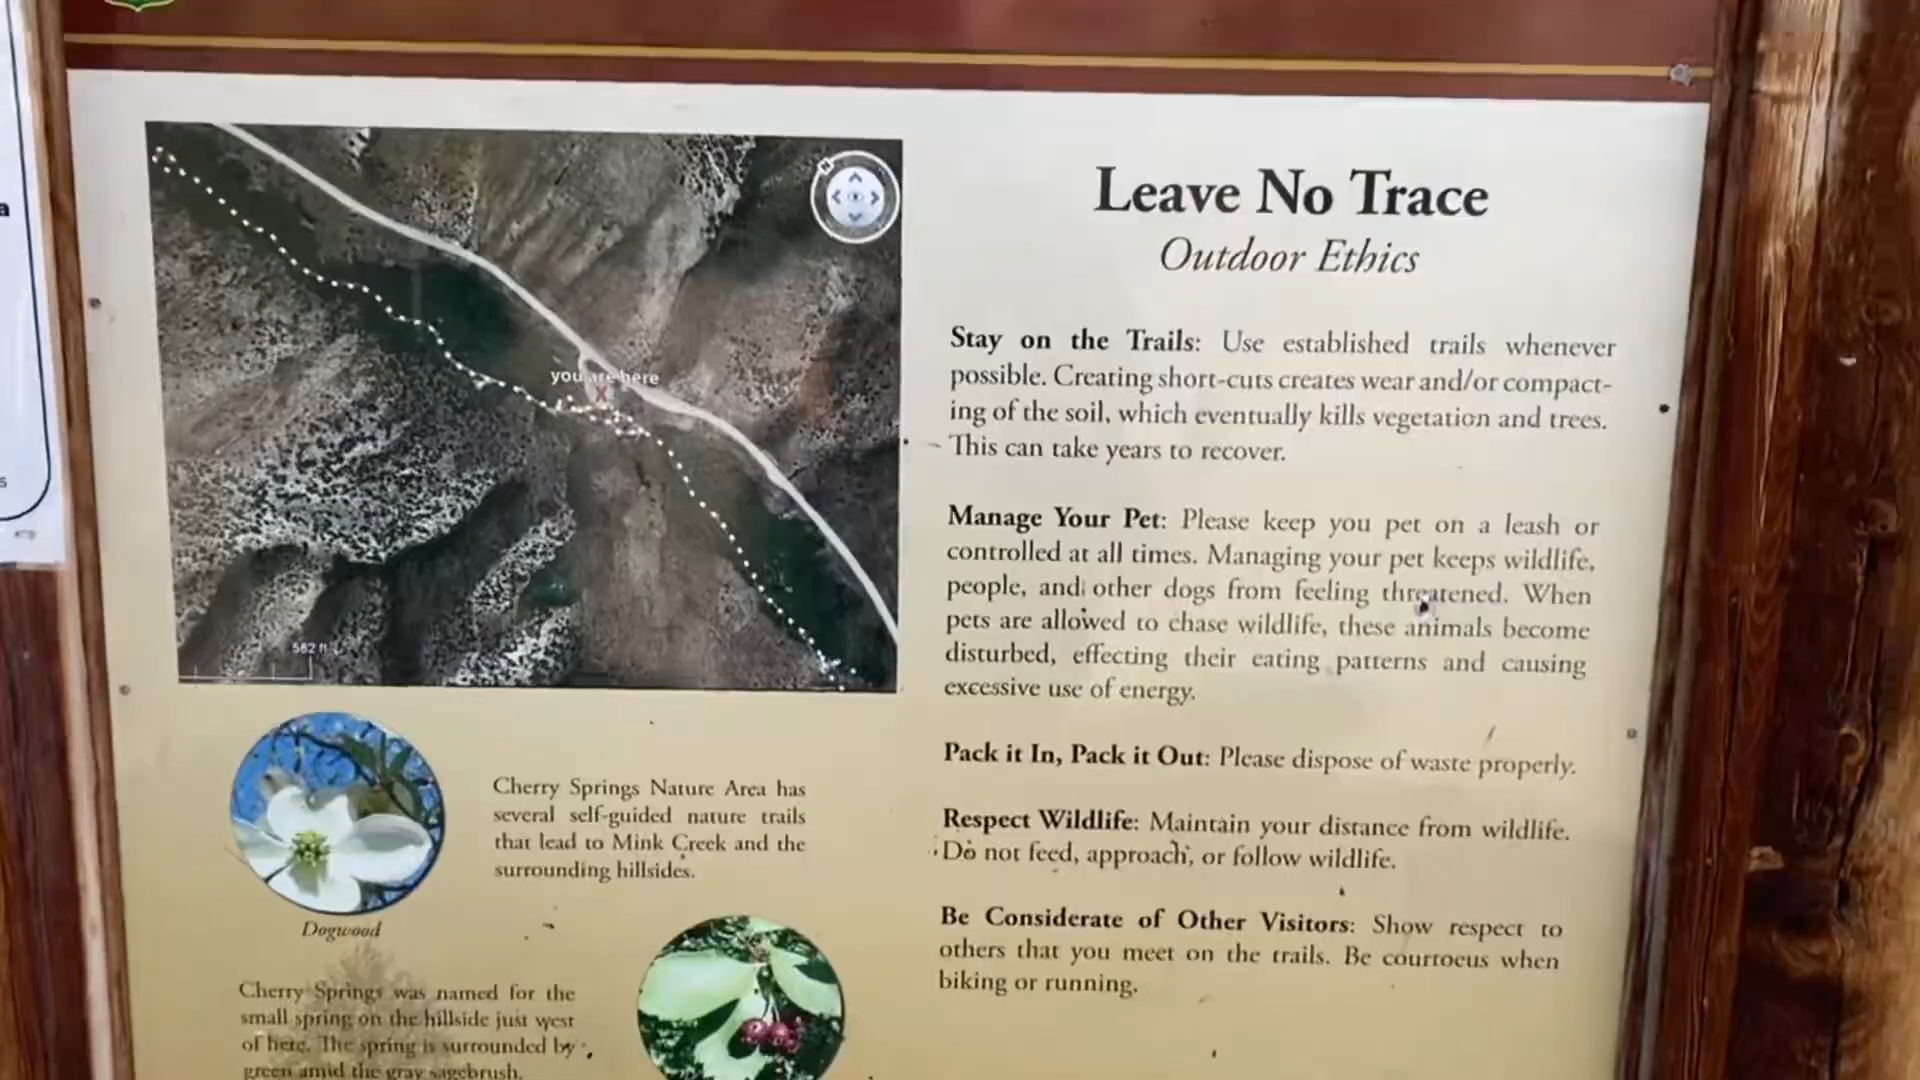 you are here
582 ft
Leave No Trace
Outdoor Ethics
Stay on the Trails: Use established trails whenever
possible. Creating short-cuts creates wear and/or compact-
ing of the soil, which eventually kills vegetation and trees.
This can take years to recover.
Manage Your Pet: Please keep you pet on a leash or
controlled at all times. Managing your pet keeps wildlife,
people, and other dogs from feeling threatened. When
pets are allowed to chase wildlife, these animals become
disturbed, effecting their eating patterns and causing
excessive use of energy.
Pack it In, Pack it Out: Please dispose of waste properly.
Respect Wildlife: Maintain your distance from wildlife.
Do not feed, approach, or follow wildlife.
Be Considerate of Other Visitors: Show respect to
others that you meet on the trails. Be courtoeus when
biking or running.
Cherry Springs Nature Area has
several self-guided nature trails
that lead to Mink Creek and the
surrounding hillsides.
Dogwood
Cherry Springs was named for the
small spring on the hillside just west
of here. The spring is surrounded by
green amid the gray sagebrush.